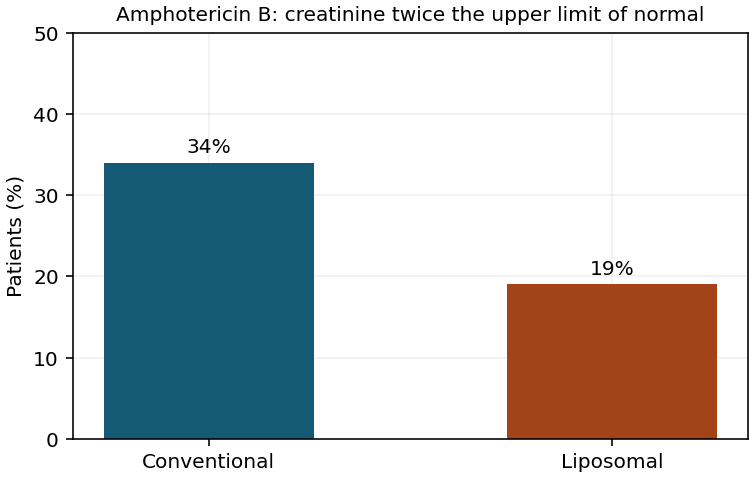 Amphotericin B: creatinine twice the upper limit of normal
50
40
30
20
10
0
Patients (%)
34%
19%
Conventional
Liposomal